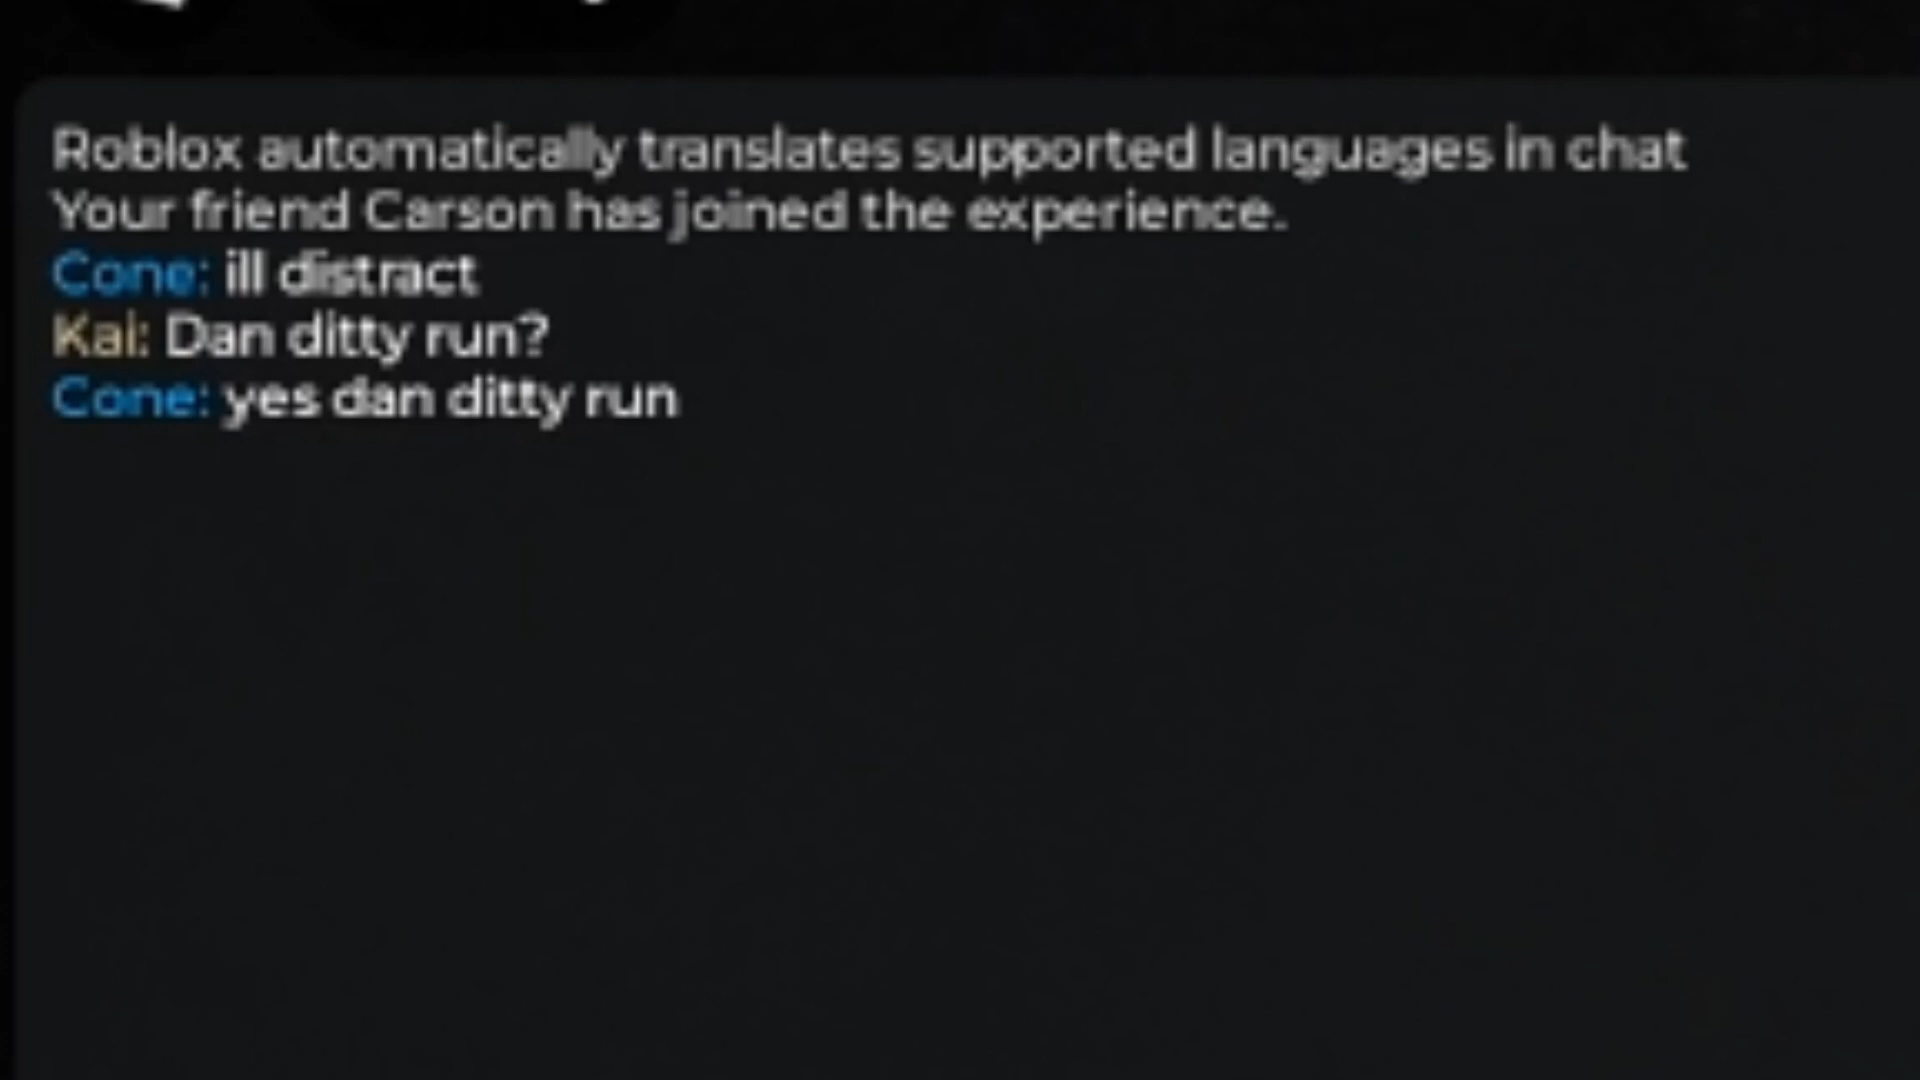 Roblox automatically translates supported languages in chat
Your friend Carson has joined the experience.
Cone: ill distract
Kai: Dan ditty run?
Cone: yes dan ditty run